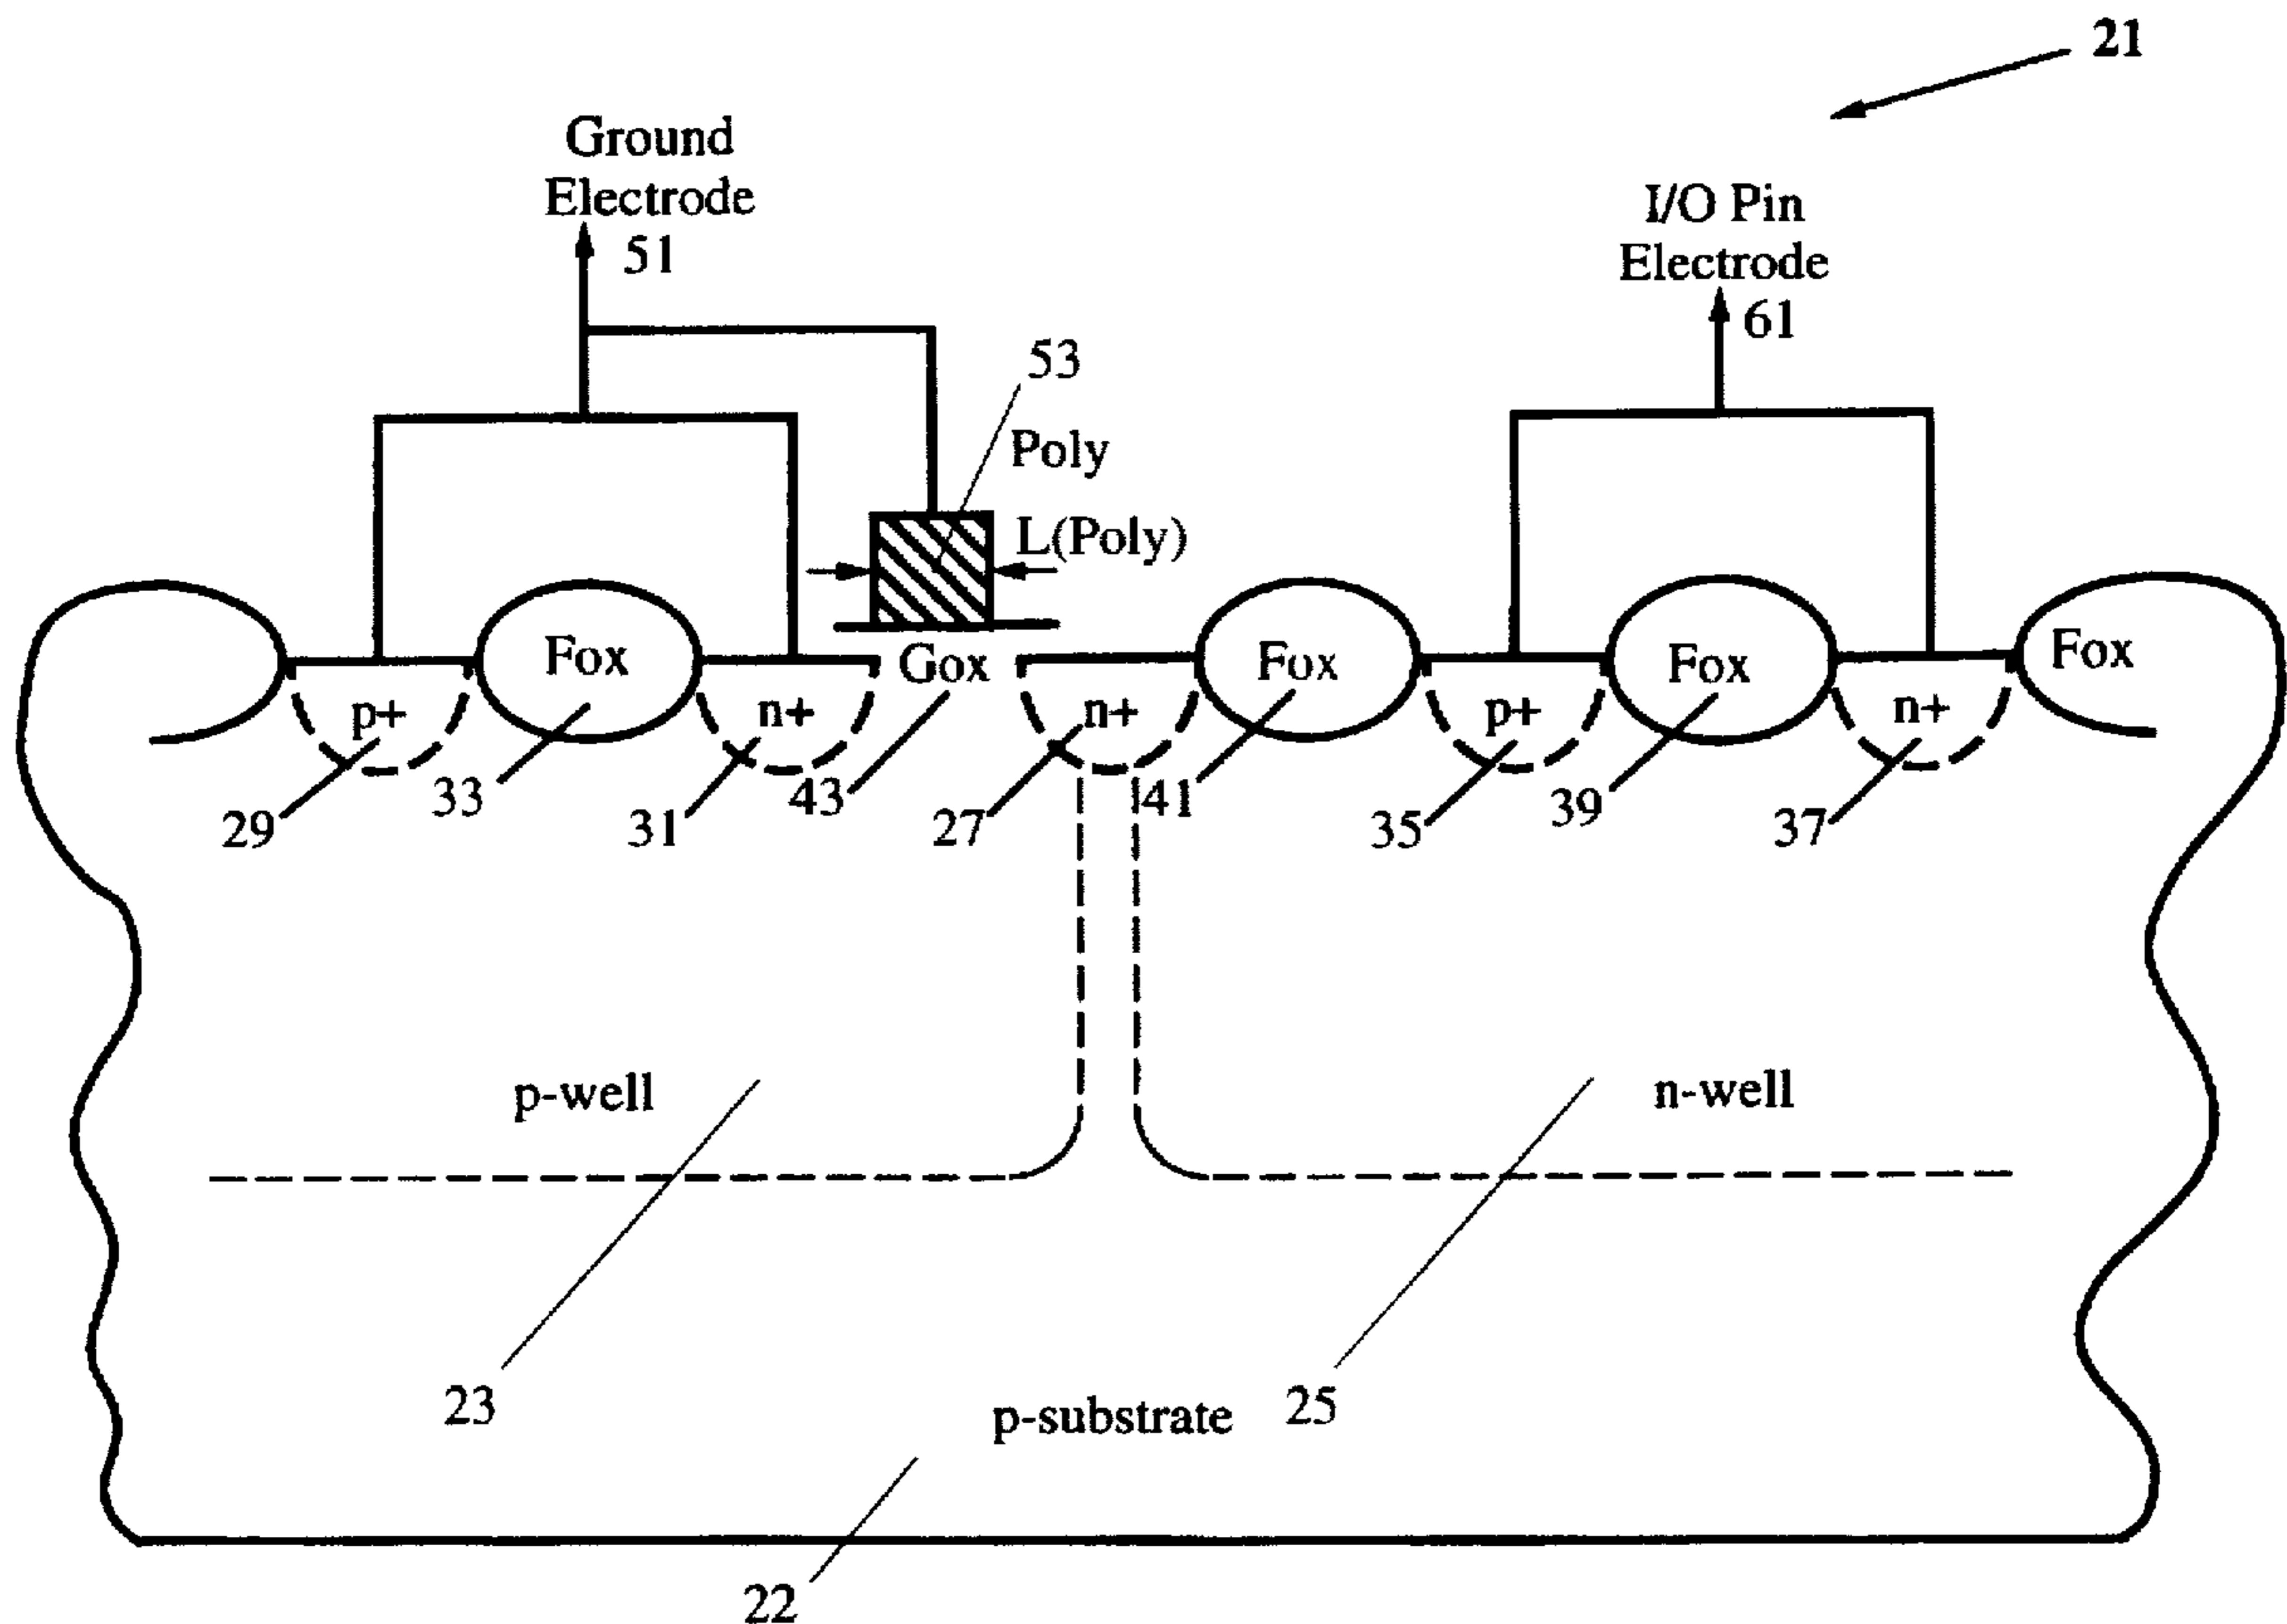 21
Ground
Electrode
51
I/O Pin
Electrode
61
53
Poly
L(Poly)
Fox
Gox
Fox
Fox
Fox
p+
n+
n+
p+
n+
29
33
31
43
27
41
35
39
37
p-well
n-well
23
p-substrate
25
22